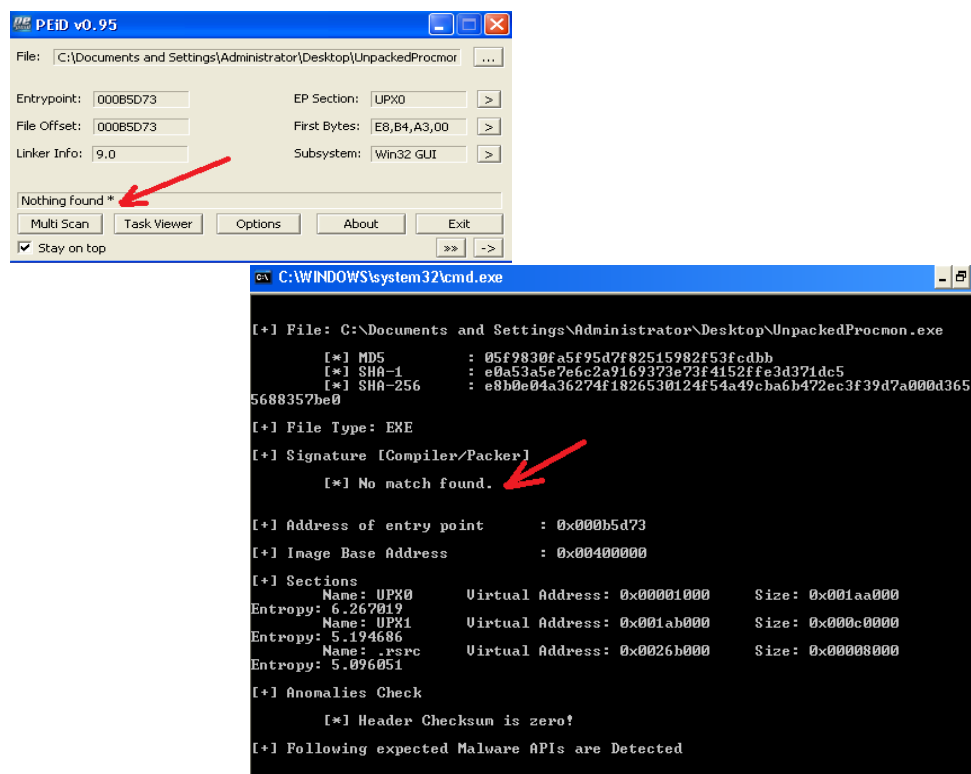 PEiD v0.95
File: C:\Documents and Settings\Administrator\Desktop\UnpackedProcmor ...
Entrypoint: 000B5D73 EP Section: UPX0 >
File Offset: 000B5D73 First Bytes: E8,B4,A3,00 >
Linker Info: 9.0 Subsystem: Win32 GUI >
Nothing found *
Multi Scan Task Viewer Options About Exit
Stay on top »» ->
C:\WINDOWS\system32\cmd.exe
[+] File: C:\Documents and Settings\Administrator\Desktop\UnpackedProcmon.exe
[*] MD5 : 05f9830fa5f95d7f82515982f53fcdbb
[*] SHA-1 : e0a53a5e7e6c2a9169373e73f4152ffe3d371dc5
[*] SHA-256 : e8b0e04a36274f1826530124f54a49cba6b472ec3f39d7a000d365
5688357be0
[+] File Type: EXE
[+] Signature [Compiler/Packer]
[*] No match found.
[+] Address of entry point : 0x000b5d73
[+] Image Base Address : 0x00400000
[+] Sections
Name: UPX0 Virtual Address: 0x00001000 Size: 0x001aa000
Entropy: 6.267019
Name: UPX1 Virtual Address: 0x001ab000 Size: 0x000c0000
Entropy: 5.194686
Name: .rsrc Virtual Address: 0x0026b000 Size: 0x00008000
Entropy: 5.096051
[+] Anomalies Check
[*] Header Checksum is zero!
[+] Following expected Malware APIs are Detected